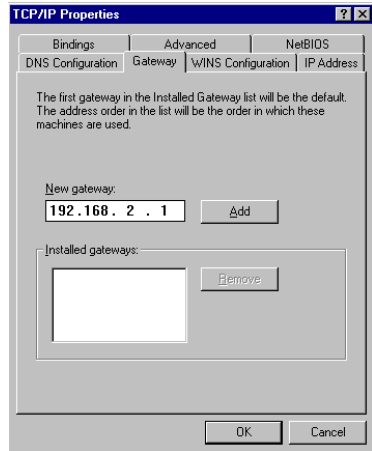 TCP/IP Properties
Bindings Advanced NetBIOS
DNS Configuration Gateway WINS Configuration IP Address
The first gateway in the Installed Gateway list will be the default.
The address order in the list will be the order in which these
machines are used.
New gateway:
192.168. 2 . 1 Add
Installed gateways:
Remove
OK Cancel